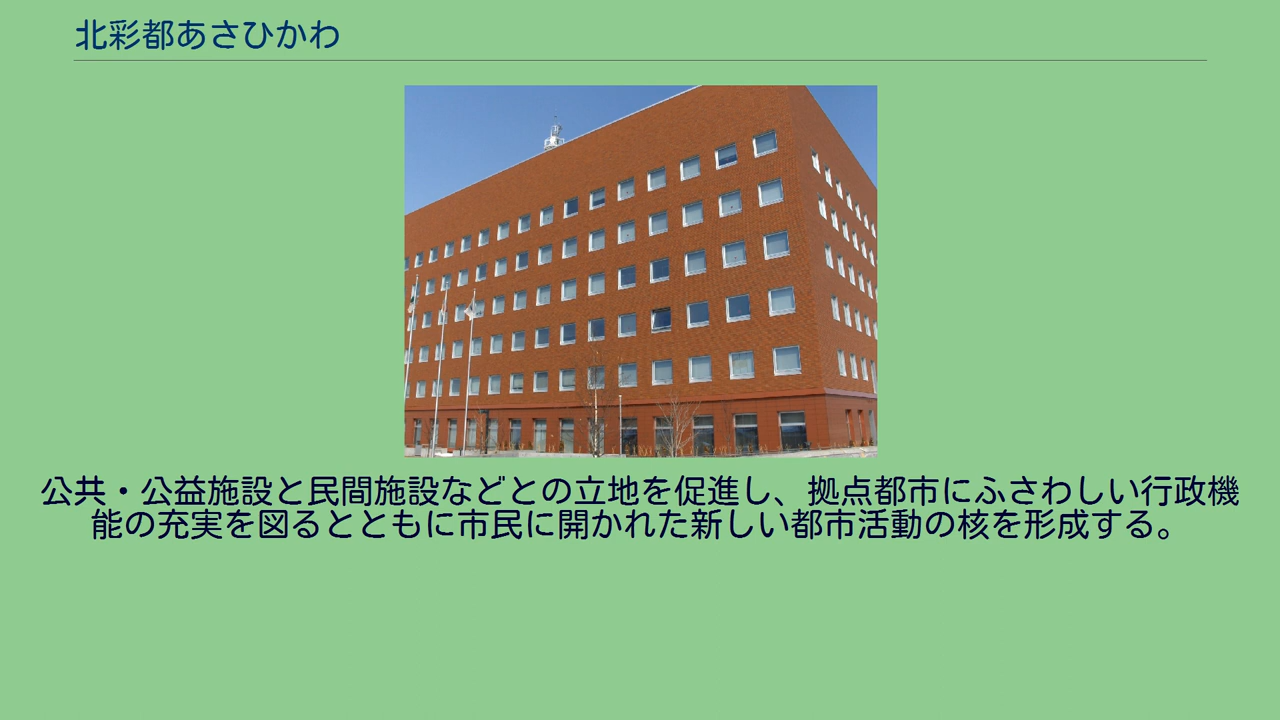 北彩都あさひかわ
公共・公益施設と民間施設などとの立地を促進し、拠点都市にふさわしい行政機
能の充実を図るとともに市民に開かれた新しい都市活動の核を形成する。